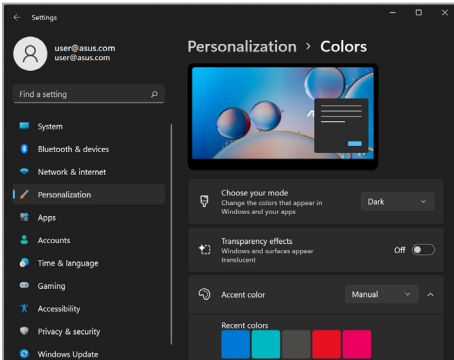 Settings
user@asus.com
user@asus.com
Find a setting
System
Bluetooth & devices
Network & internet
Personalization
Apps
Accounts
Time & language
Gaming
Accessibility
Privacy & security
Windows Update
Personalization > Colors
Choose your mode
Change the colors that appear in
Windows and your apps
Dark
Transparency effects
Windows and surfaces appear
translucent
Off
Accent color
Manual
Recent colors